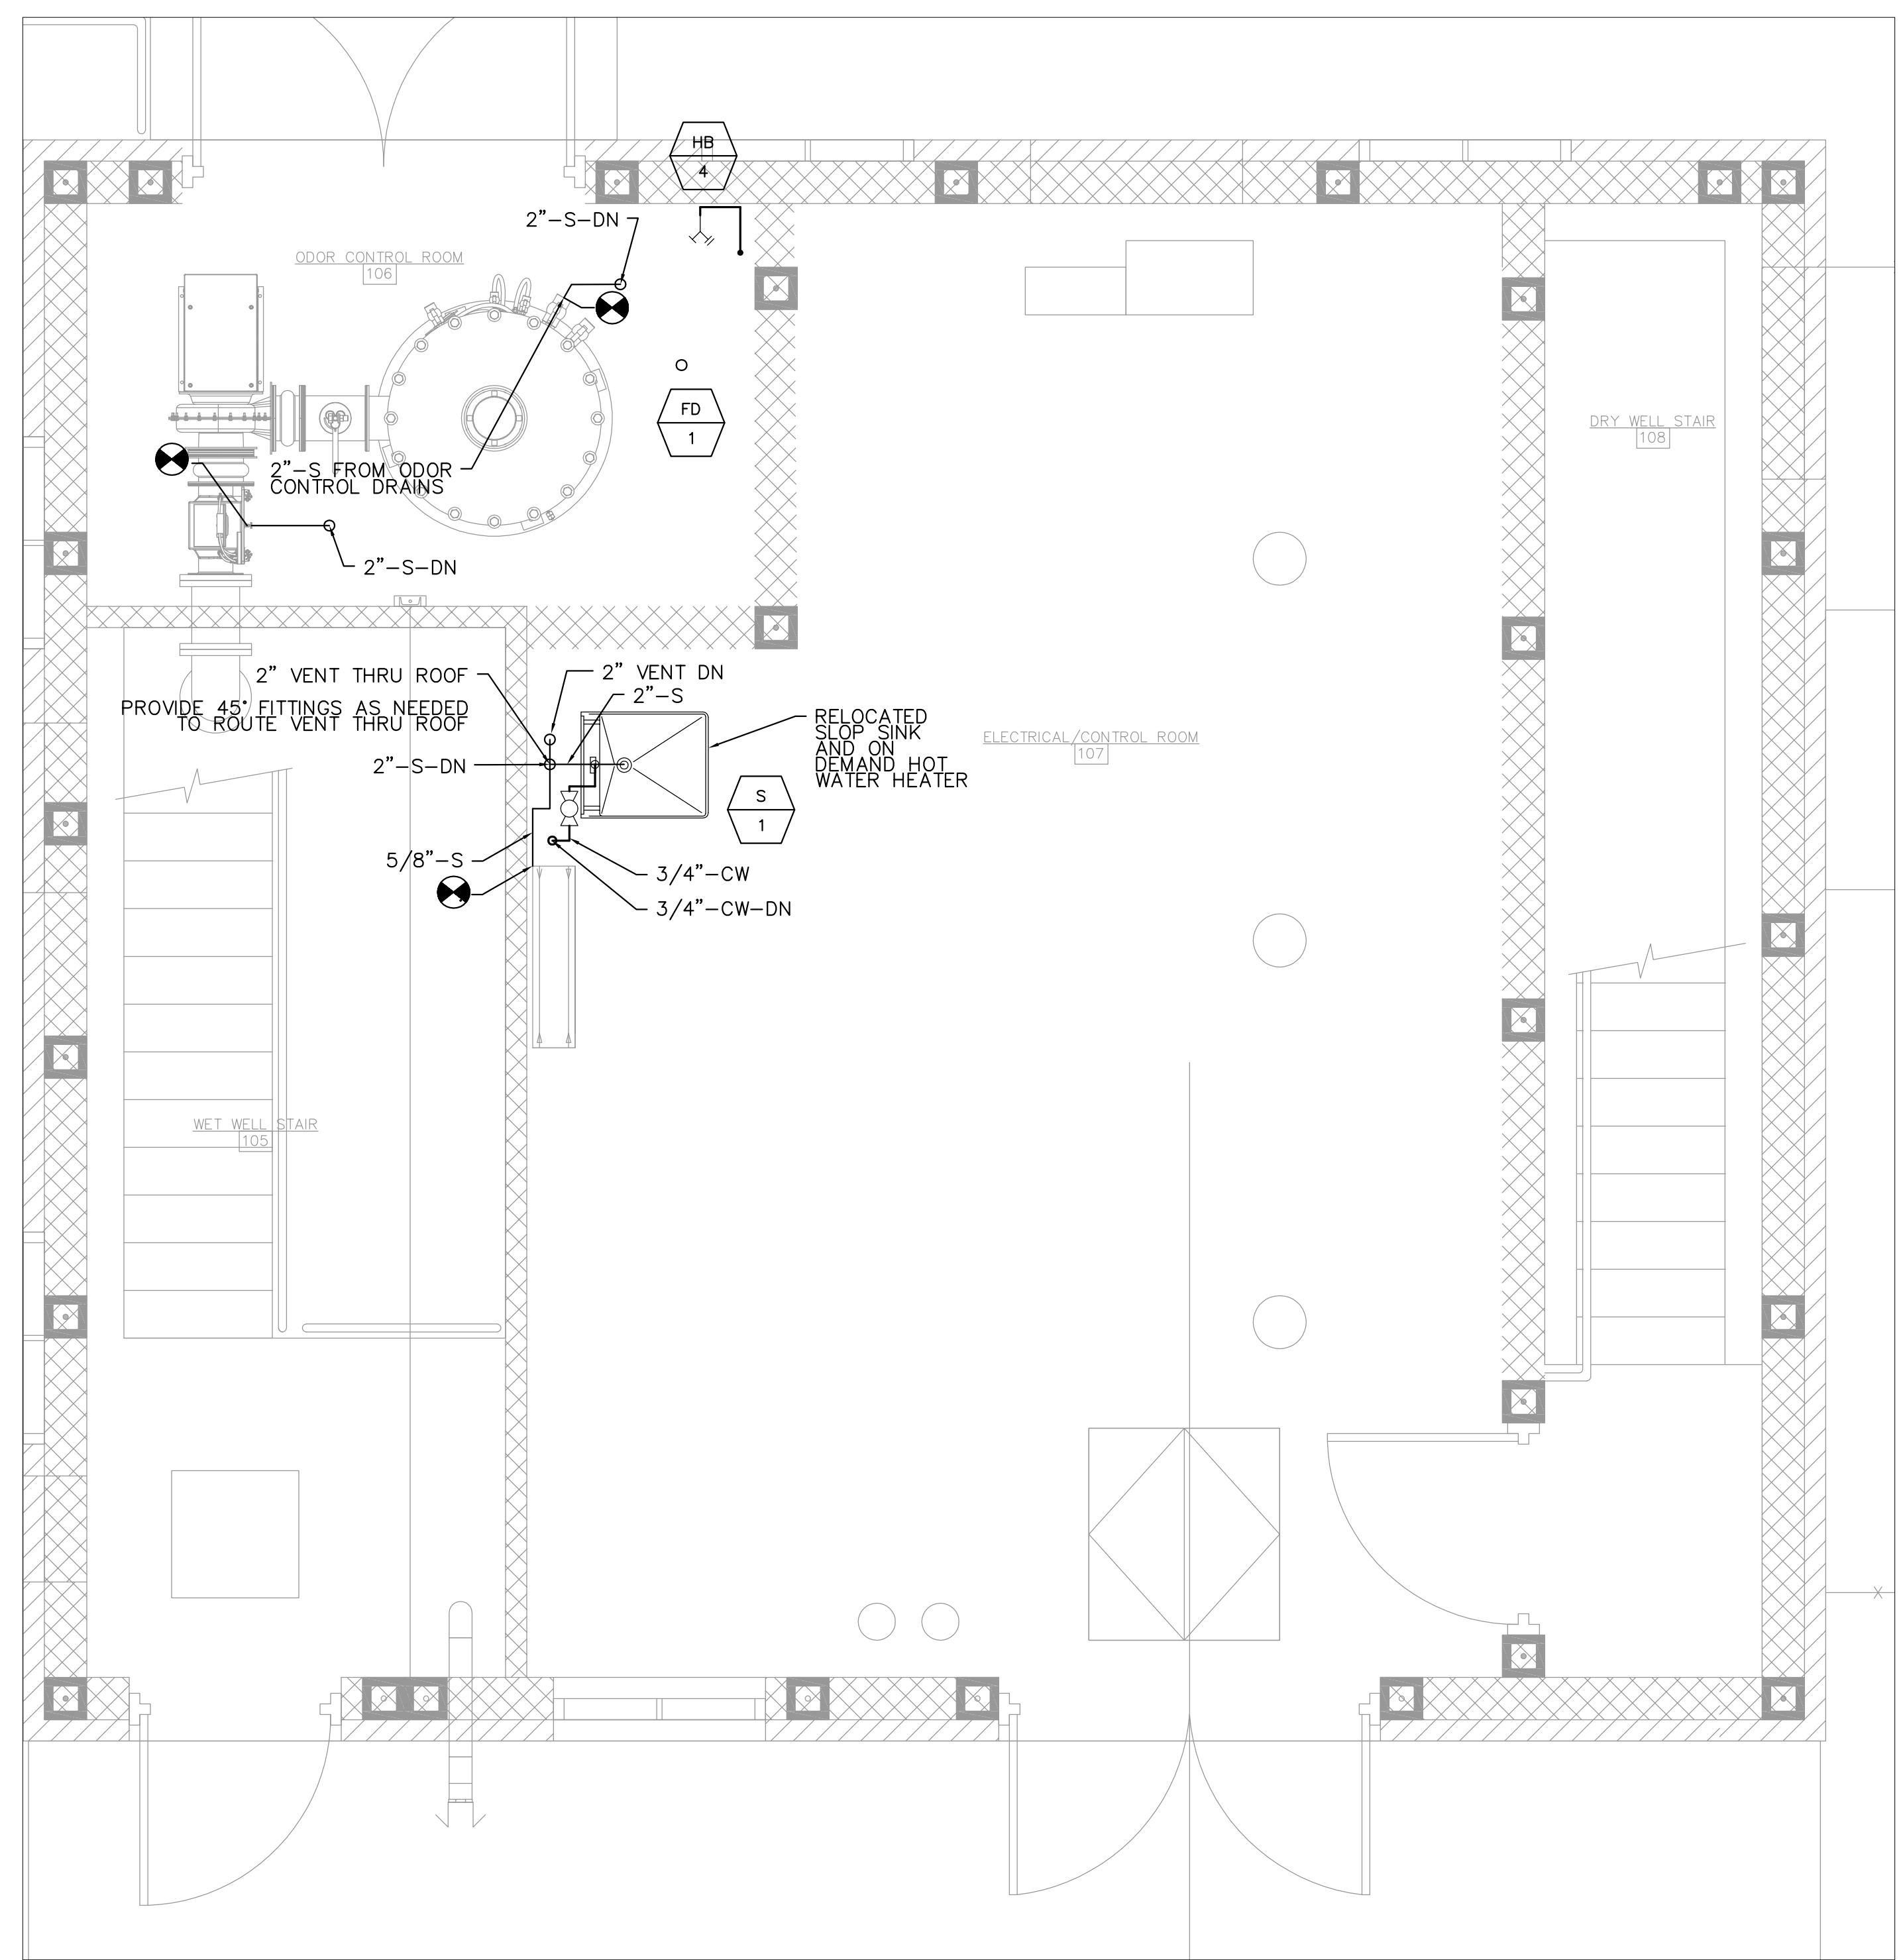 HB
4
2”-S-DN
ODOR CONTROL ROOM
106
FD
1
DRY WELL STAIR
108
2”-S FROM ODOR
CONTROL DRAINS
2”-S-DN
2” VENT THRU ROOF
PROVIDE 45° FITTINGS AS NEEDED
TO ROUTE VENT THRU ROOF
2” VENT DN
2”-S
2”-S-DN
RELOCATED
SLOP SINK
AND ON
DEMAND HOT
WATER HEATER
ELECTRICAL/CONTROL ROOM
107
S
1
5/8”-S
3/4”-CW
3/4”-CW-DN
WET WELL STAIR
105
X